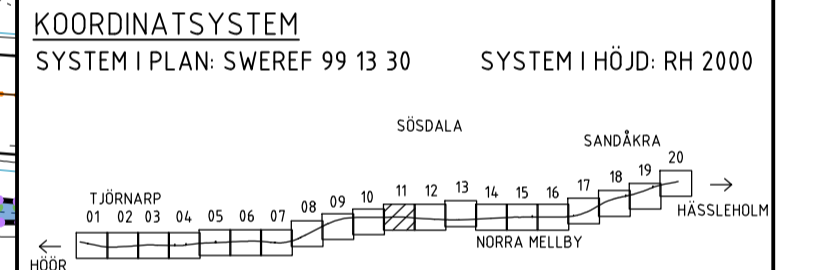 KOORDINATSYSTEM
SYSTEM I PLAN: SWEREF 99 13 30 SYSTEM I HÖJD: RH 2000
SÖSDALA
SANDÅKRA
TJÖRNARP
01 02 03 04 05 06 07 08 09 10 11 12 13 14 15 16 17 18 19 20
HÄSSLEHOLM
NORRA MELLBY
HÖÖR